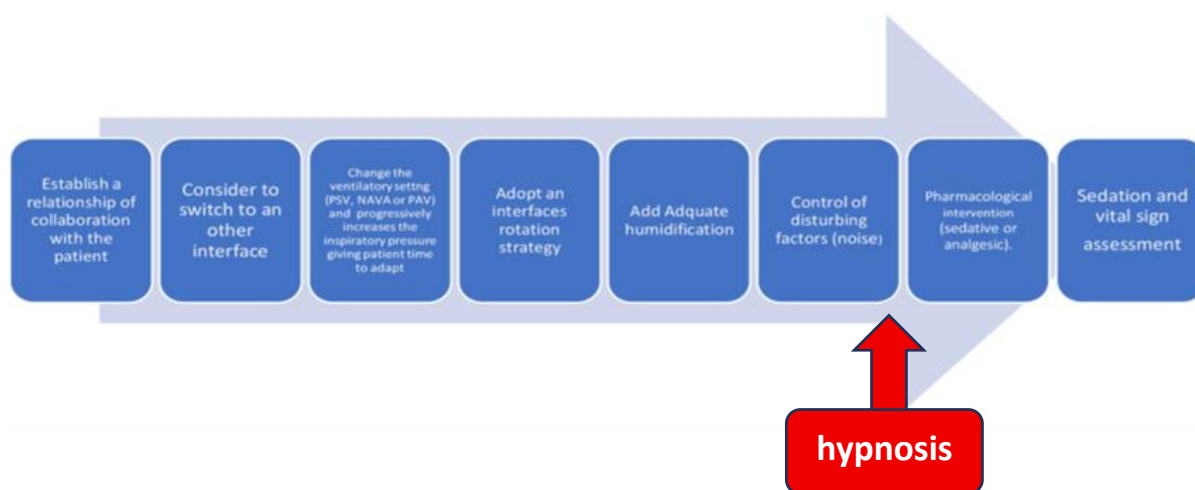 Establish a
relationship of
collaboration
with the
patient
Consider to
switch to an
other
interface
Change the
ventilatory settng
(PSV, NAVA or PAV)
and progressively
increases the
inspiratory pressure
giving patient time
to adapt
Adopt an
interfaces
rotation
strategy
Add Adquate
humidification
Control of
disturbing
factors (noise)
Pharmacological
intervention
(sedative or
analgesic).
Sedation and
vital sign
assessment
hypnosis